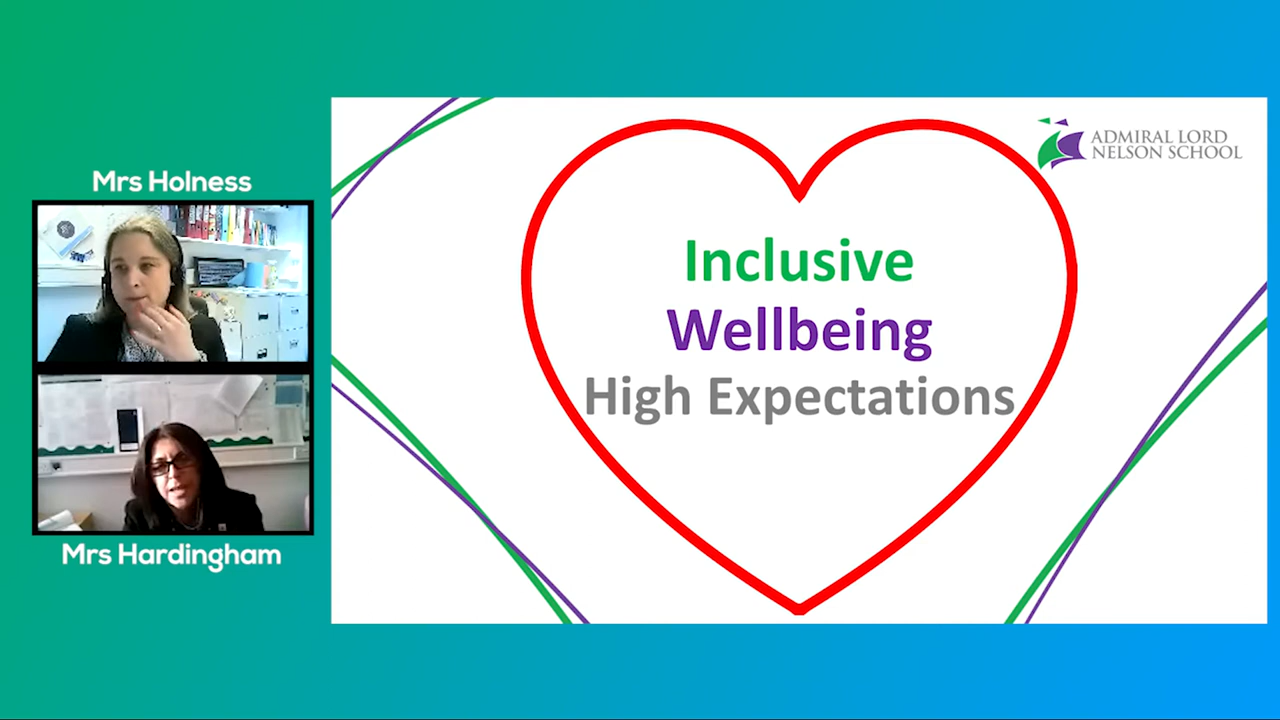 Mrs Holness
Mrs Hardingham
Inclusive
Wellbeing
High Expectations
ADMIRAL LORD
NELSON SCHOOL